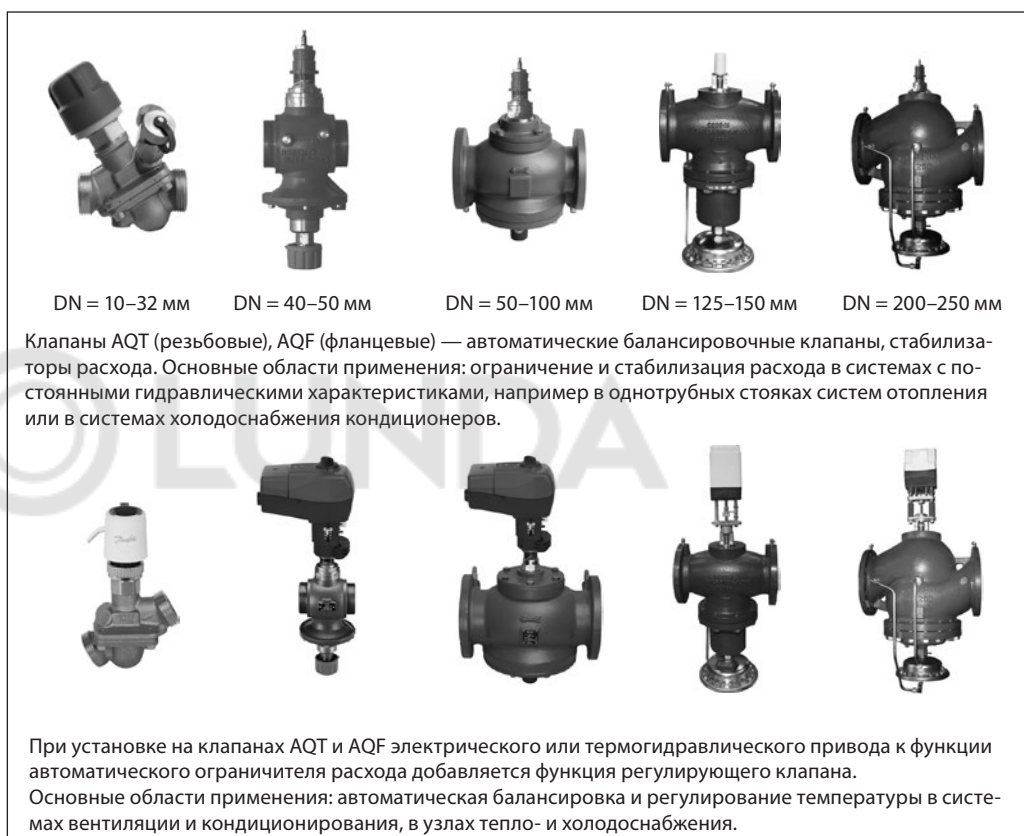 DN = 10–32 мм DN = 40–50 мм DN = 50–100 мм DN = 125–150 мм DN = 200–250 мм
Клапаны AQT (резьбовые), AQF (фланцевые) — автоматические балансировочные клапаны, стабилиза-
торы расхода. Основные области применения: ограничение и стабилизация расхода в системах с по-
стоянными гидравлическими характеристиками, например в однотрубных стояках систем отопления
или в системах холодоснабжения кондиционеров.
LUNDA
Danfoss
При установке на клапанах AQT и AQF электрического или термогидравлического привода к функции
автоматического ограничителя расхода добавляется функция регулирующего клапана.
Основные области применения: автоматическая балансировка и регулирование температуры в систе-
мах вентиляции и кондиционирования, в узлах тепло- и холодоснабжения.